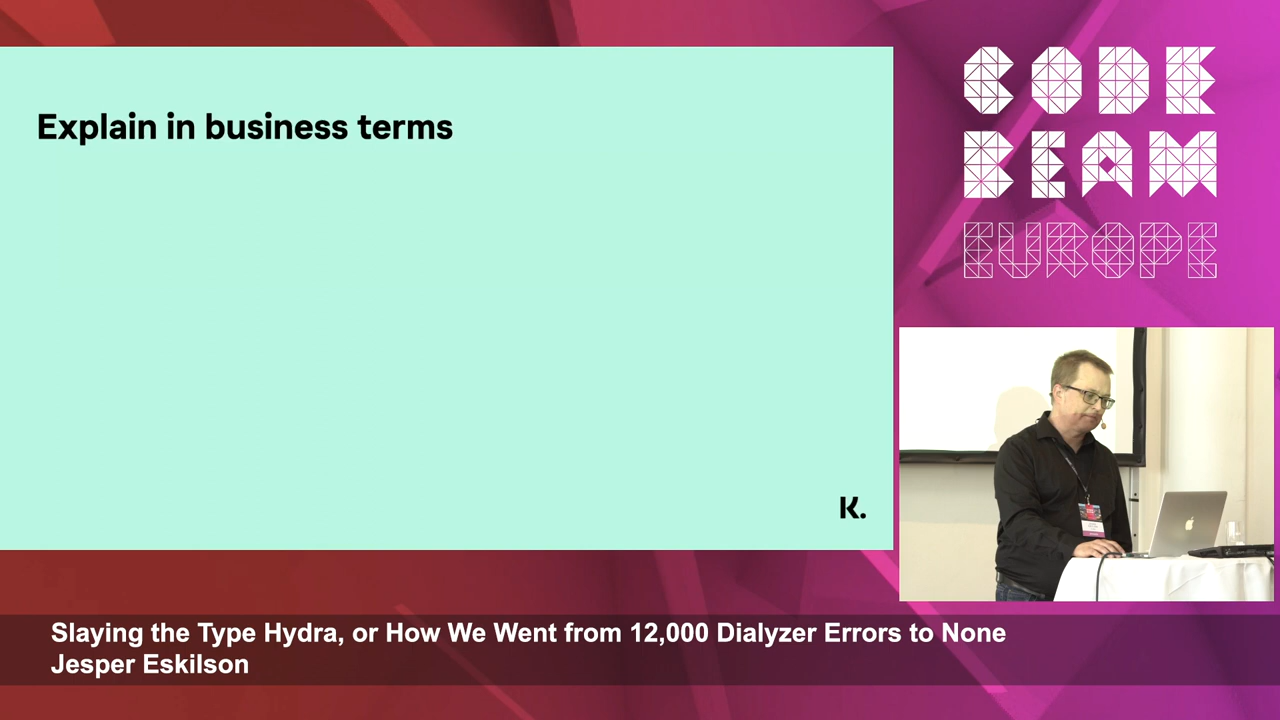 Explain in business terms
K.
CODE
BEAM
EUROPE
Slaying the Type Hydra, or How We Went from 12,000 Dialyzer Errors to None
Jesper Eskilson